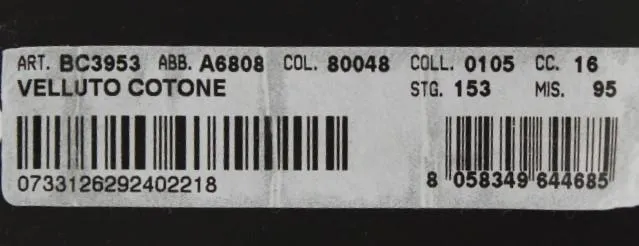 ART. BC3953 ABB. A6808 COL. 80048 COLL. 0105 CC. 16
VELLUTO COTONE STG. 153 MIS. 95
0733126292402218
8 058349 644685